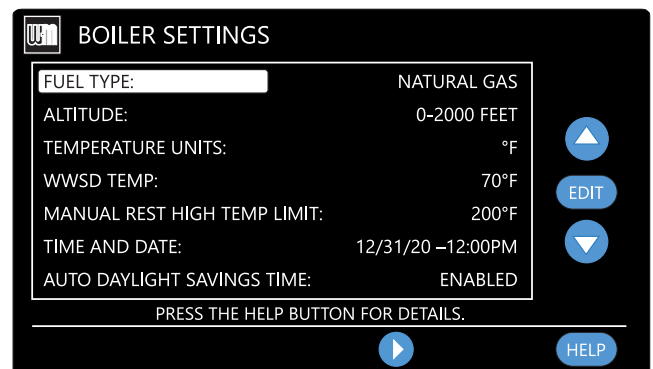 WM BOILER SETTINGS
FUEL TYPE: NATURAL GAS
ALTITUDE: 0-2000 FEET
TEMPERATURE UNITS: °F
WWSD TEMP: 70°F
MANUAL REST HIGH TEMP LIMIT: 200°F
TIME AND DATE: 12/31/20 –12:00PM
AUTO DAYLIGHT SAVINGS TIME: ENABLED
EDIT
PRESS THE HELP BUTTON FOR DETAILS.
HELP